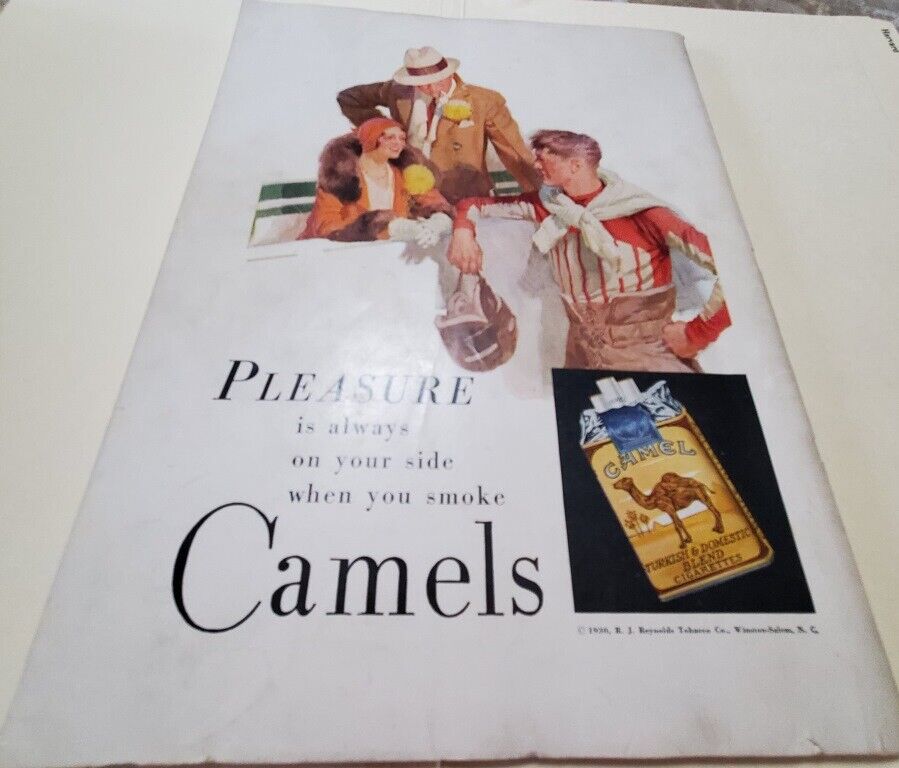 Harvard
PLEASURE
is always
on your side
when you smoke
Camels
CAMEL
TURKISH & DOMESTIC
BLEND
CIGARETTES
© 1930, R. J. Reynolds Tobacco Co., Winston-Salem, N. C.